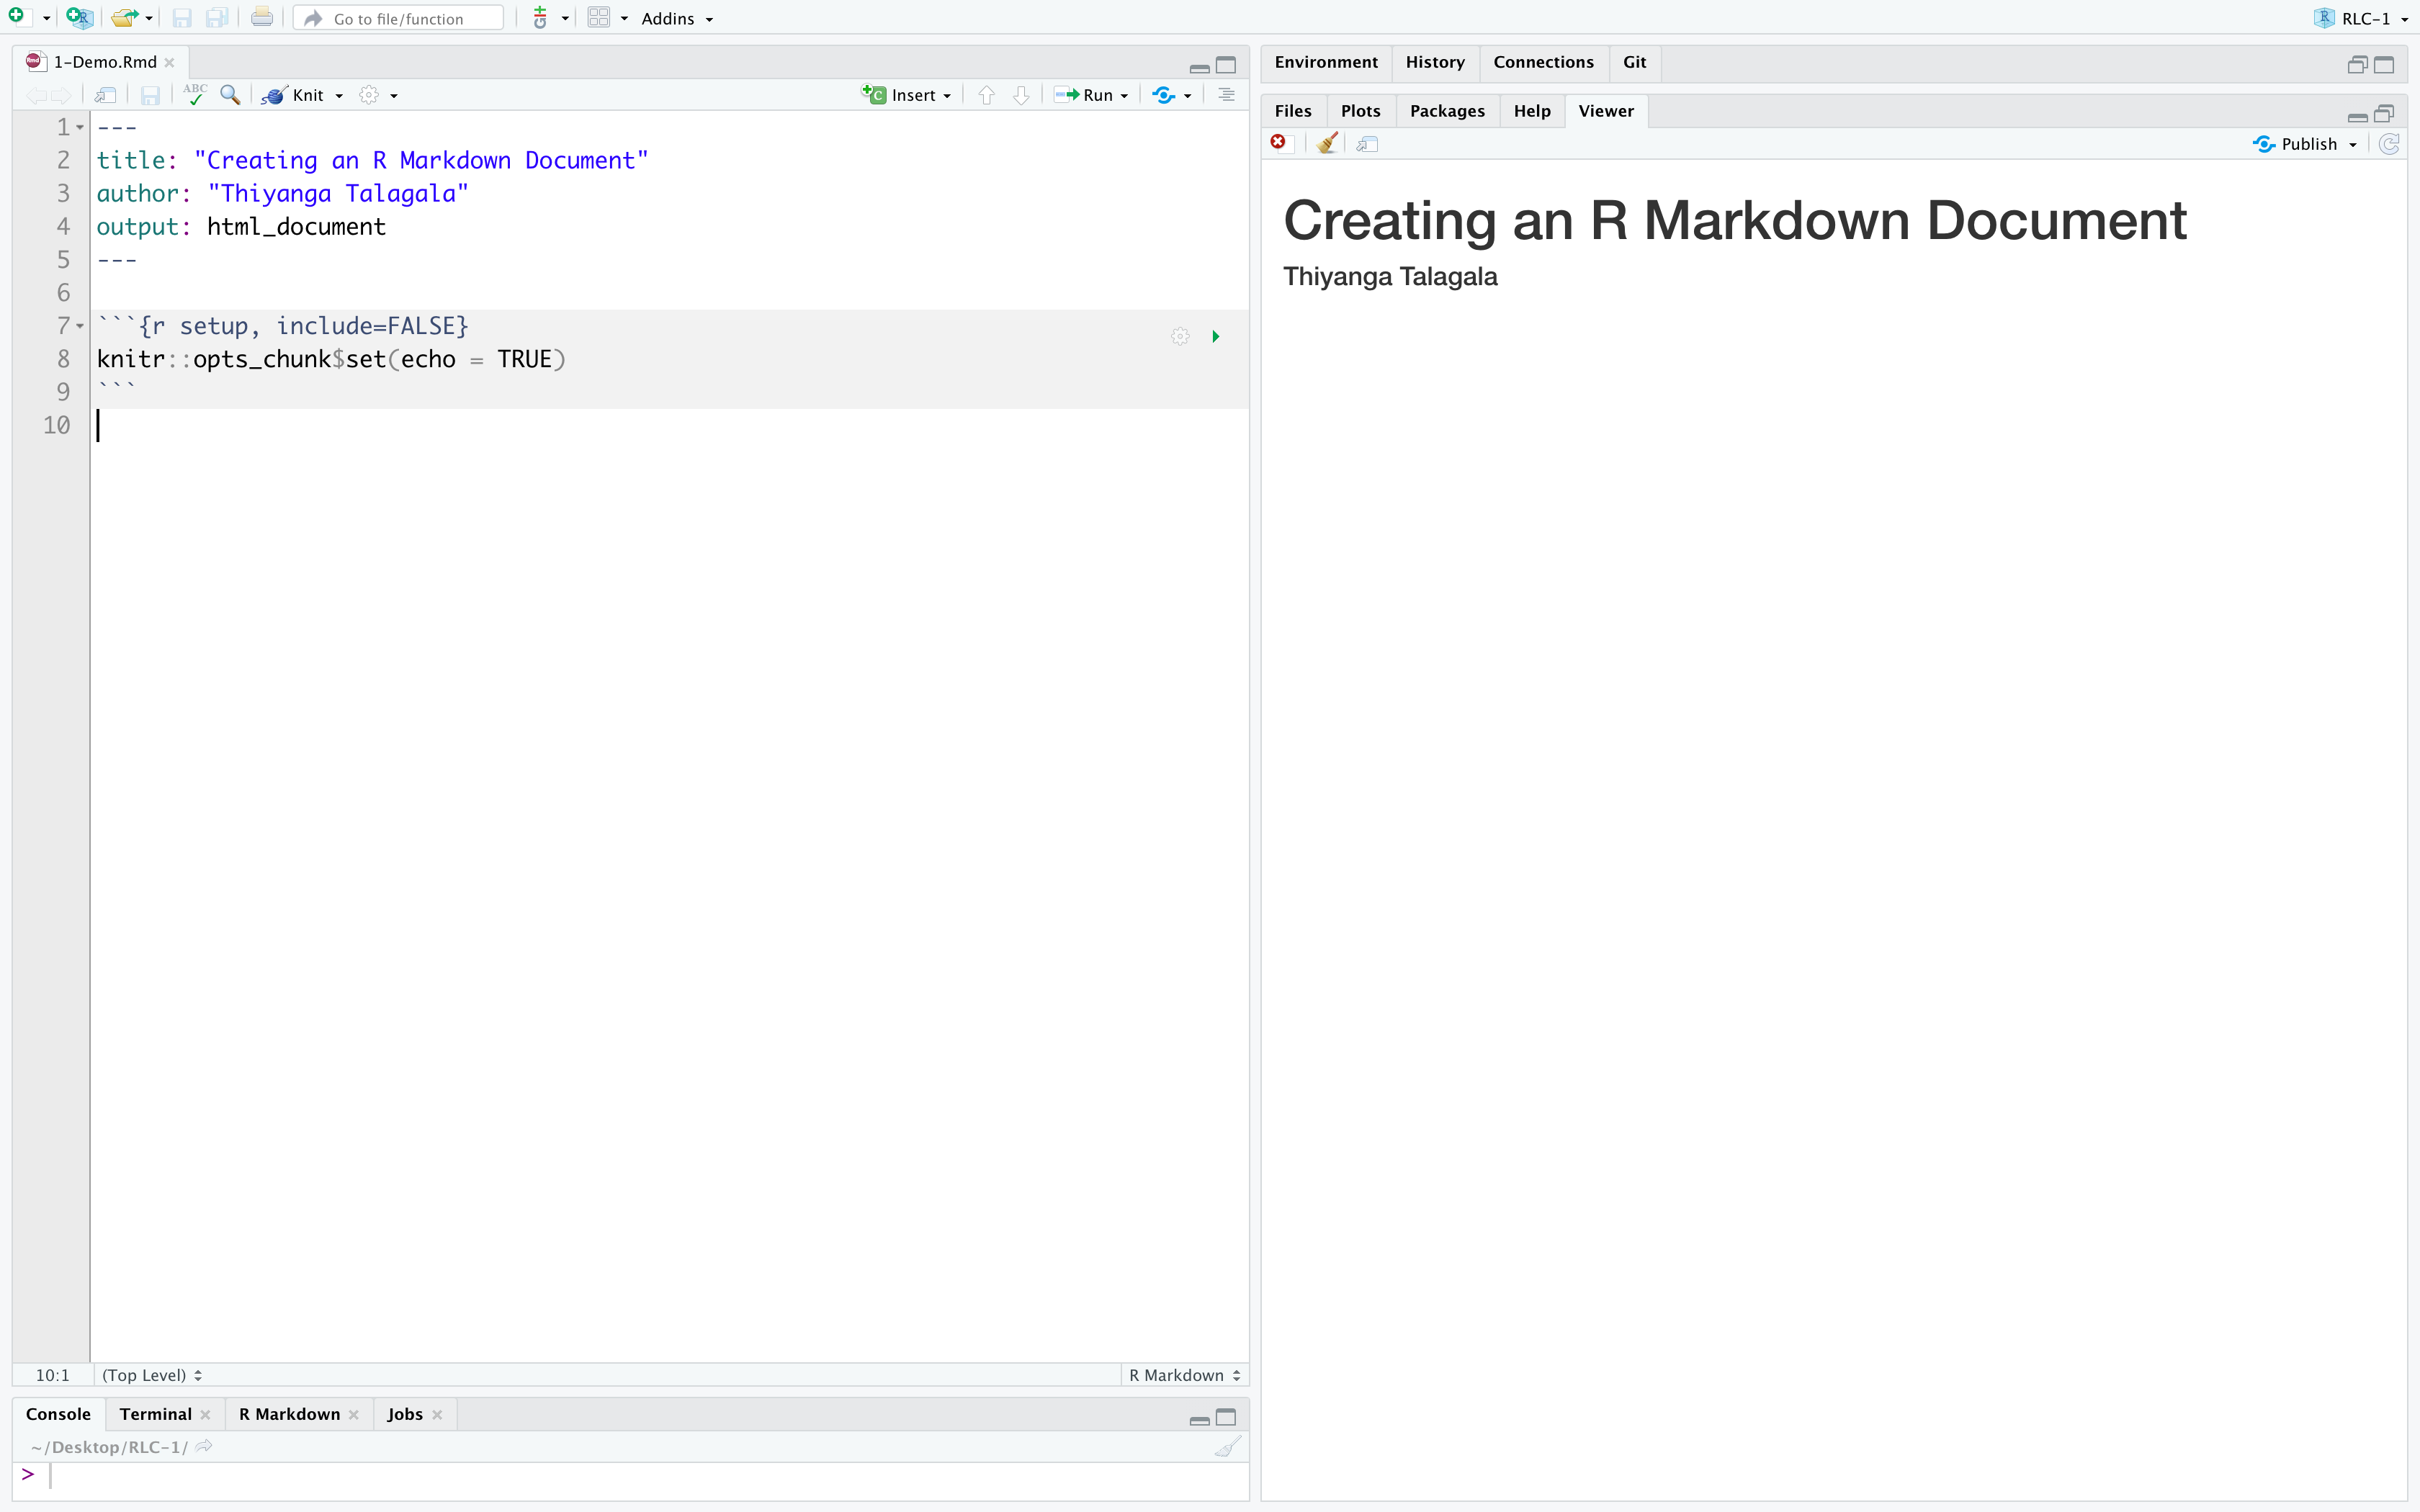 Go to file/function
Addins
RLC-1
1-Demo.Rmd
ABC
Knit
Insert
Run
1 ---
2 title: "Creating an R Markdown Document"
3 author: "Thiyanga Talagala"
4 output: html_document
5 ---
6
7 ```{r setup, include=FALSE}
8 knitr::opts_chunk$set(echo = TRUE)
9 ```
10
10:1 (Top Level) R Markdown
Console Terminal R Markdown Jobs
~/Desktop/RLC-1/
>
Environment History Connections Git
Files Plots Packages Help Viewer
Publish
Creating an R Markdown Document
Thiyanga Talagala